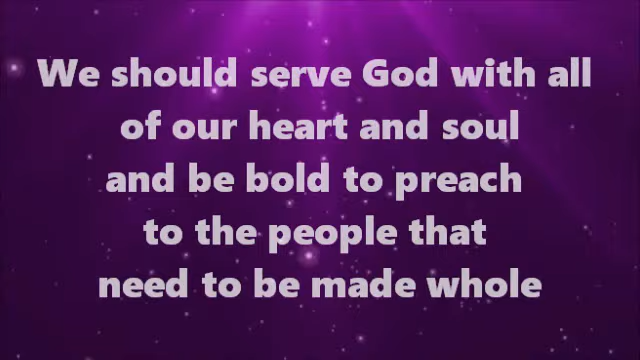 We should serve God with all
of our heart and soul
and be bold to preach
to the people that
need to be made whole